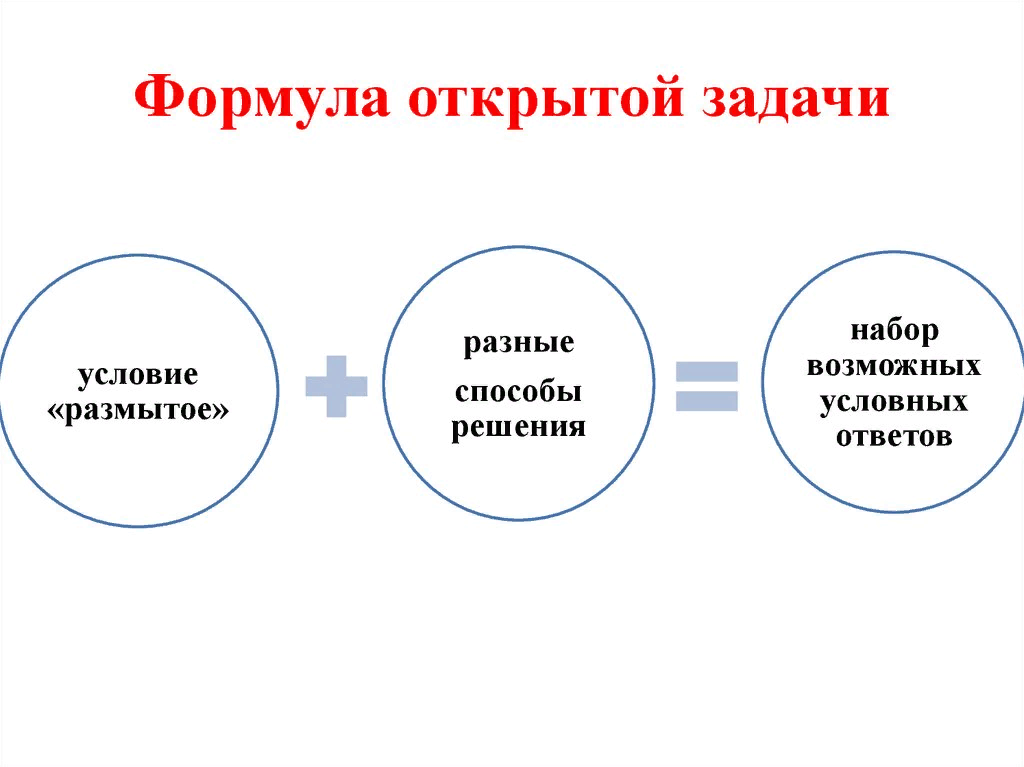 Формула открытой задачи
условие
«размытое»
разные
способы
решения
набор
возможных
условных
ответов